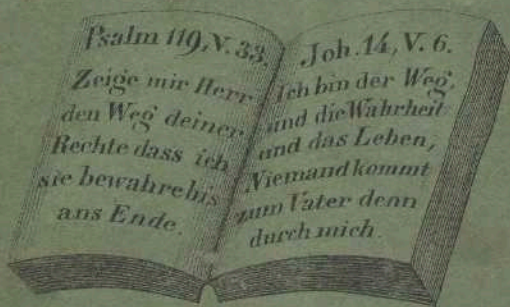 Psalm 119, V. 33.
Zeige mir Herr
den Weg deiner
Rechte dass ich
sie bewahre bis
ans Ende.
Joh. 14, V. 6.
Ich bin der Weg,
und die Wahrheit
und das Leben;
Niemand kommt
zum Vater denn
durch mich.